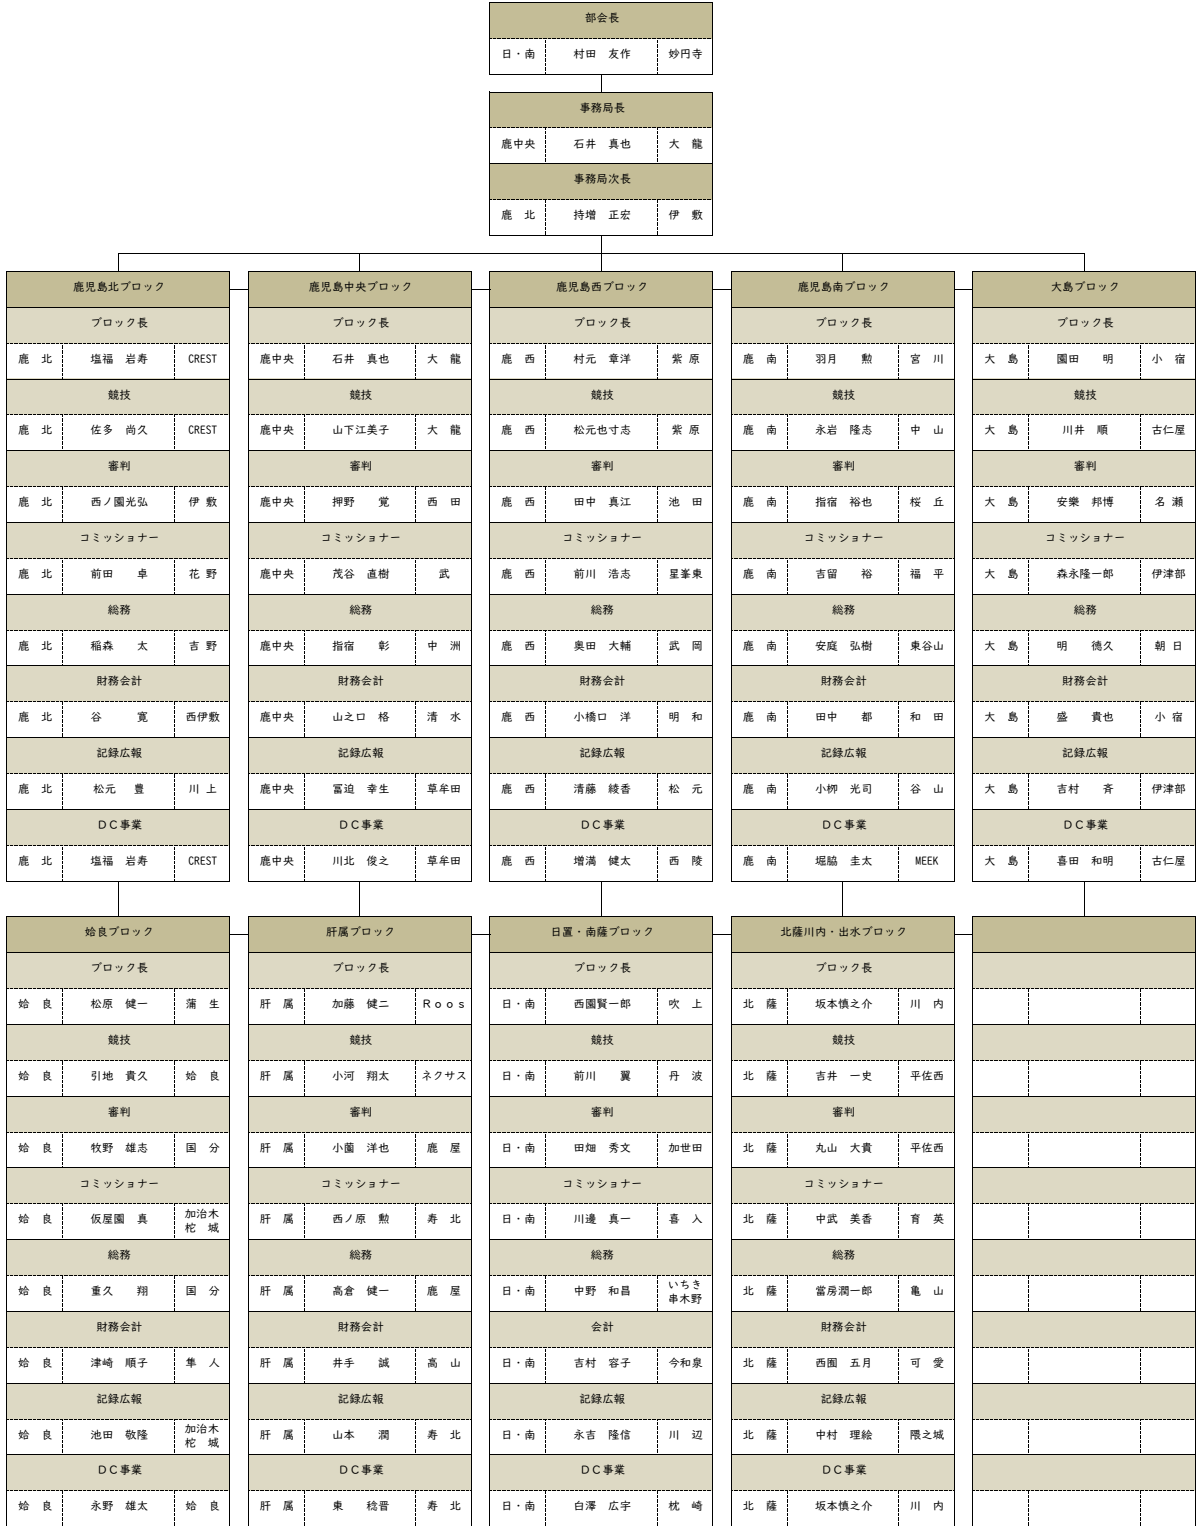 部会長
日・南 村田　友作 妙円寺
事務局長
鹿中央 石井　真也 大　龍
事務局次長
鹿　北 持増　正宏 伊　敷
鹿児島北ブロック 鹿児島中央ブロック 鹿児島西ブロック 鹿児島南ブロック 大島ブロック
ブロック長 ブロック長 ブロック長 ブロック長 ブロック長
鹿　北 塩福　岩寿 CREST 鹿中央 石井　真也 大　龍 鹿　西 村元　章洋 紫 原 鹿　南 羽月　　勲 宮　川 大　島 園田　　明 小　宿
競技 競技 競技 競技 競技
鹿　北 佐多　尚久 CREST 鹿中央 山下江美子 大　龍 鹿　西 松元也寸志 紫 原 鹿　南 永岩　隆志 中　山 大　島 川井　順 古仁屋
審判 審判 審判 審判 審判
鹿　北 西ノ園光弘 伊 敷 鹿中央 押野　　覚 西　田 鹿　西 田中　真江 池　田 鹿　南 指宿　裕也 桜　丘 大　島 安樂　邦博 名 瀬
コミッショナー コミッショナー コミッショナー コミッショナー コミッショナー
鹿　北 前田　　卓 花 野 鹿中央 茂谷　直樹 武 鹿　西 前川　浩志 星峯東 鹿　南 吉留　　裕 福　平 大　島 森永隆一郎 伊津部
総務 総務 総務 総務 総務
鹿　北 稲森　　太 吉 野 鹿中央 指宿　　彰 中　洲 鹿　西 奥田　大輔 武　岡 鹿　南 安庭　弘樹 東谷山 大　島 明　　徳久 朝 日
財務会計 財務会計 財務会計 財務会計 財務会計
鹿　北 谷　　　寛 西伊敷 鹿中央 山之口　格 清　水 鹿　西 小橋口　洋 明　和 鹿　南 田中　　都 和　田 大　島 盛　　貴也 小 宿
記録広報 記録広報 記録広報 記録広報 記録広報
鹿　北 松元　豊 川 上 鹿中央 冨迫　幸生 草牟田 鹿　西 清藤　綾香 松　元 鹿　南 小栁　光司 谷　山 大　島 吉村　　斉 伊津部
ＤＣ事業 ＤＣ事業 ＤＣ事業 ＤＣ事業 ＤＣ事業
鹿　北 塩福　岩寿 CREST 鹿中央 川北　俊之 草牟田 鹿　西 増満　健太 西　陵 鹿　南 堀脇　圭太 MEEK 大　島 喜田　和明 古仁屋
姶良ブロック 肝属ブロック 日置・南薩ブロック 北薩川内・出水ブロック
ブロック長 ブロック長 ブロック長 ブロック長
姶　良 松原　健一 蒲　生 肝　属 加藤　健二 Ｒｏｏｓ 日・南 西園賢一郎 吹　上 北　薩 坂本慎之介 川　内
競技 競技 競技 競技
姶　良 引地　貴久 姶　良 肝　属 小河　翔太 ネクサス 日・南 前川　　翼 丹　波 北　薩 吉井　一史 平佐西
審判 審判 審判 審判
姶　良 牧野　雄志 国　分 肝　属 小薗　洋也 鹿　屋 日・南 田畑　秀文 加世田 北　薩 丸山　大貴 平佐西
コミッショナー コミッショナー コミッショナー コミッショナー
姶　良 仮屋園　真 加治木 柁　城 肝　属 西ノ原　勲 寿　北 日・南 川邊　真一 喜　入 北　薩 中武　美香 育　英
総務 総務 総務 総務
姶　良 重久　　翔 国　分 肝　属 高倉　健一 鹿　屋 日・南 中野　和昌 いちき 串木野 北　薩 當房潤一郎 亀　山
財務会計 財務会計 会計 財務会計
姶　良 津崎　順子 隼　人 肝　属 井手　　誠 高　山 日・南 吉村　容子 今和泉 北　薩 西園　五月 可　愛
記録広報 記録広報 記録広報 記録広報
姶　良 池田　敬隆 加治木 柁　城 肝　属 山本　　潤 寿　北 日・南 永吉　隆信 川　辺 北　薩 中村　理絵 隈之城
ＤＣ事業 ＤＣ事業 ＤＣ事業 ＤＣ事業
姶　良 永野　雄太 姶　良 肝　属 東　　稔晋 寿　北 日・南 白澤　広宇 枕　崎 北　薩 坂本慎之介 川　内